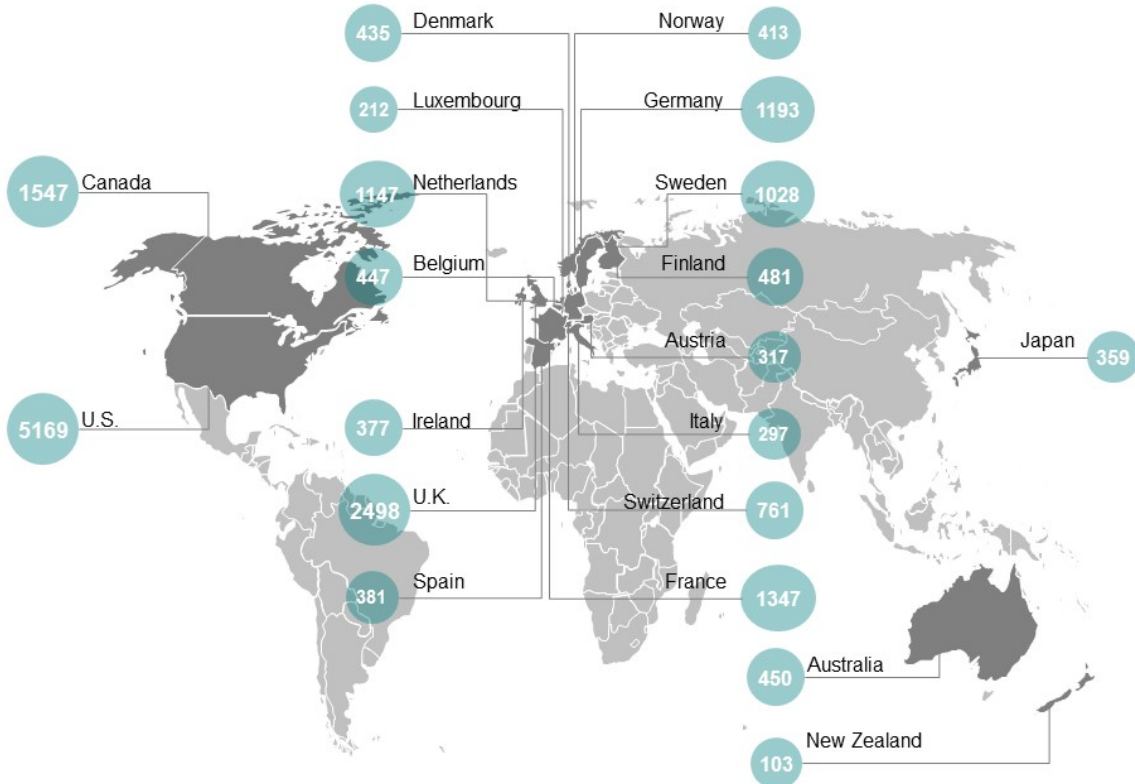 435 Denmark
Norway 413
212 Luxembourg
Germany 1193
1547 Canada
1147 Netherlands
Sweden 1028
447 Belgium
Finland 481
Austria 317
Japan 359
5169 U.S.
377 Ireland
Italy 297
2498 U.K.
Switzerland 761
381 Spain
France 1347
450 Australia
103 New Zealand